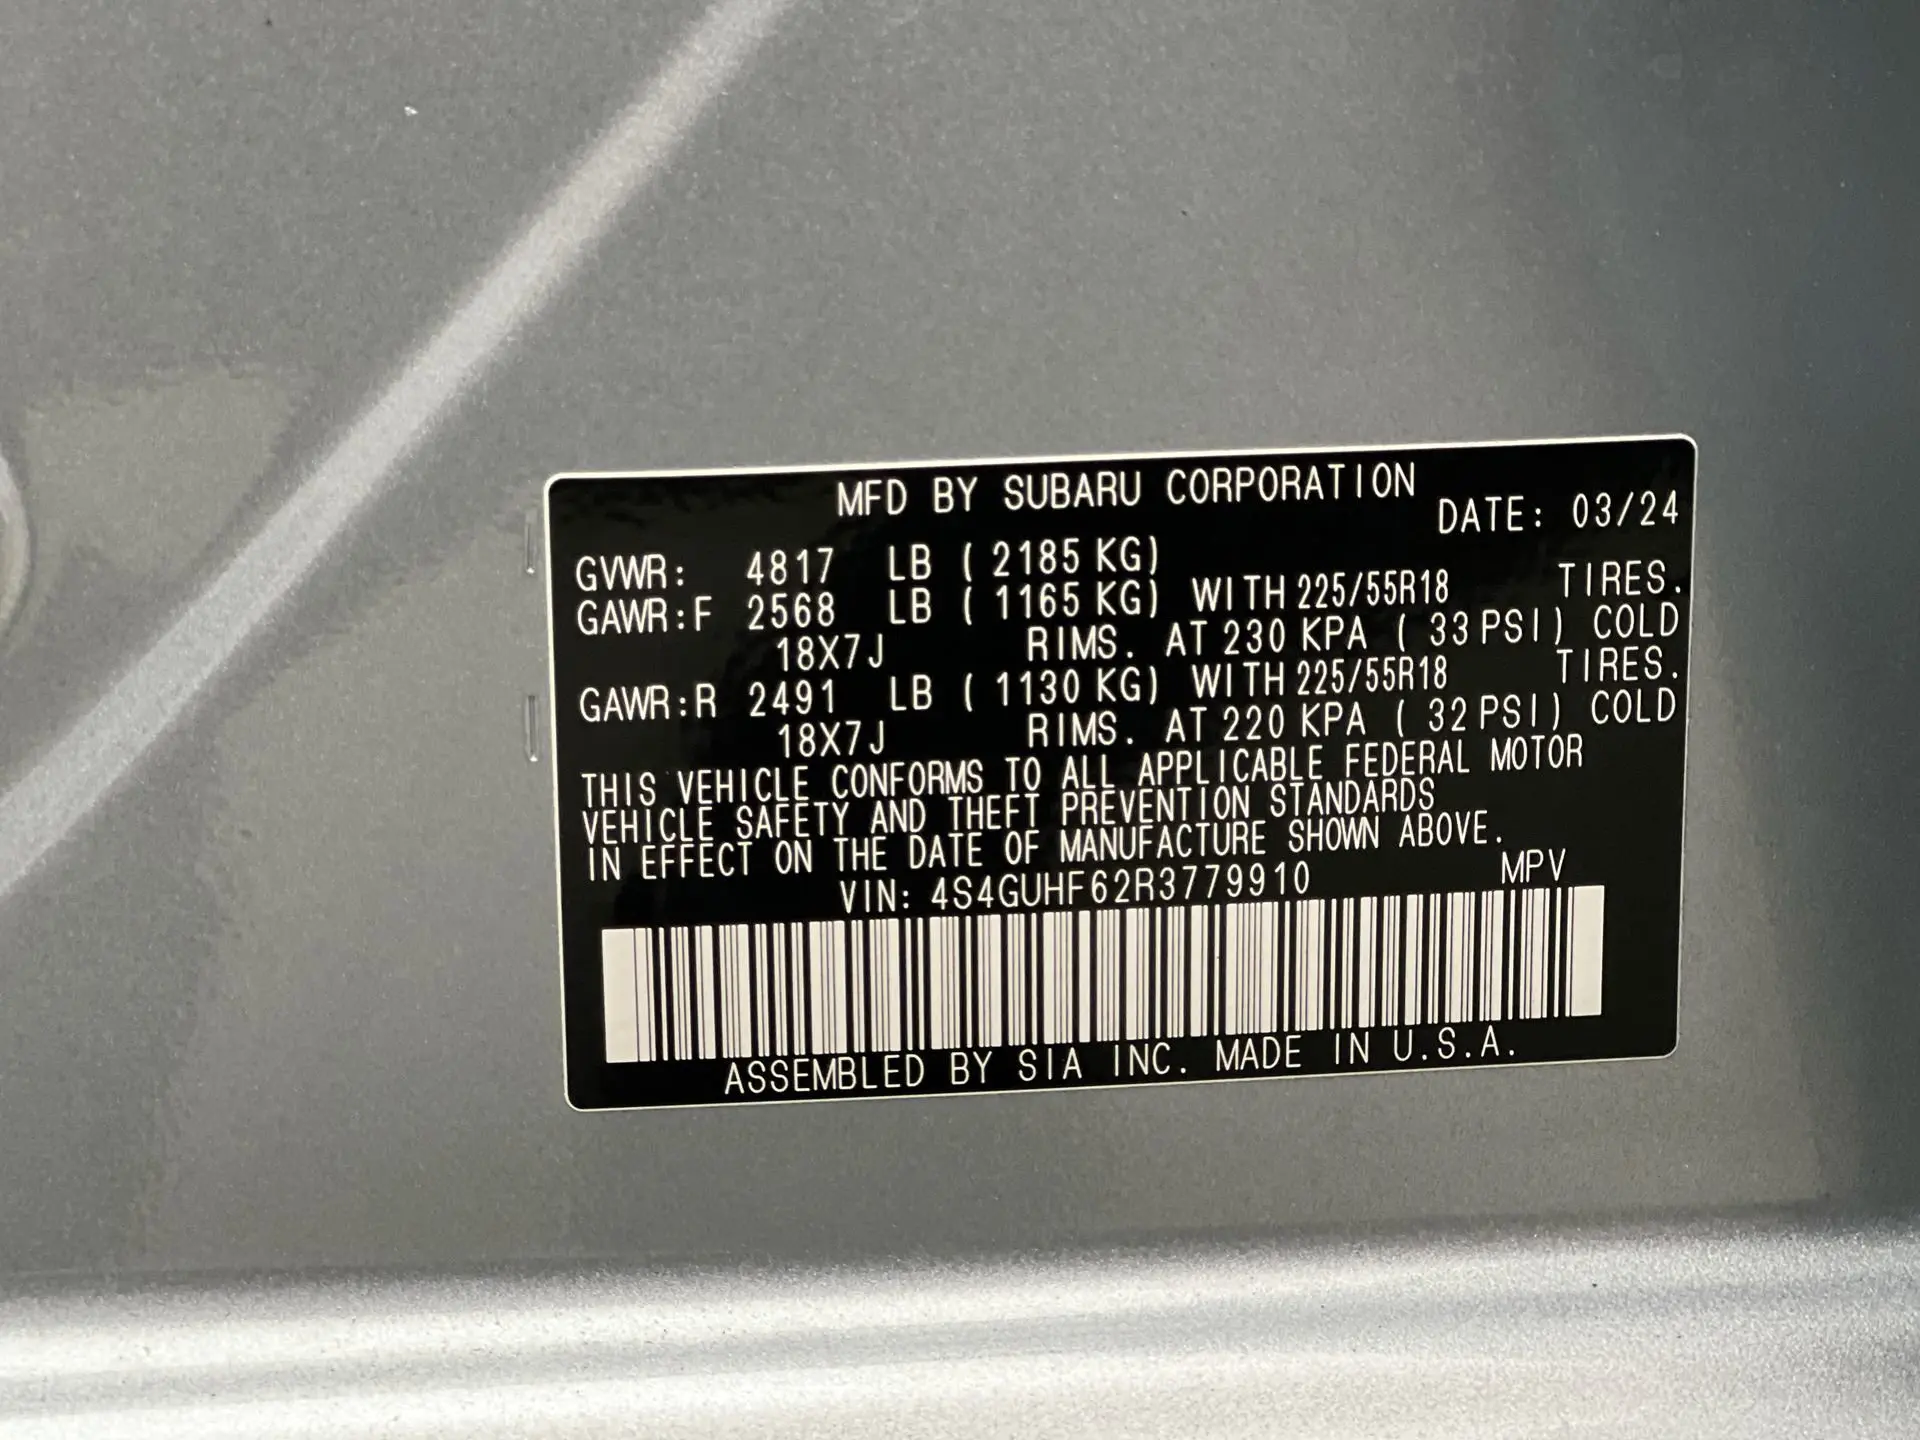 MFD BY SUBARU CORPORATION
DATE: 03/24
GVWR: 4817 LB ( 2185 KG)
GAWR:F 2568 LB ( 1165 KG) WITH 225/55R18 TIRES.
18X7J RIMS. AT 230 KPA ( 33 PSI) COLD
GAWR:R 2491 LB ( 1130 KG) WITH 225/55R18 TIRES.
18X7J RIMS. AT 220 KPA ( 32 PSI) COLD
THIS VEHICLE CONFORMS TO ALL APPLICABLE FEDERAL MOTOR
VEHICLE SAFETY AND THEFT PREVENTION STANDARDS
IN EFFECT ON THE DATE OF MANUFACTURE SHOWN ABOVE.
VIN: 4S4GUHF62R3779910 MPV
ASSEMBLED BY SIA INC. MADE IN U.S.A.